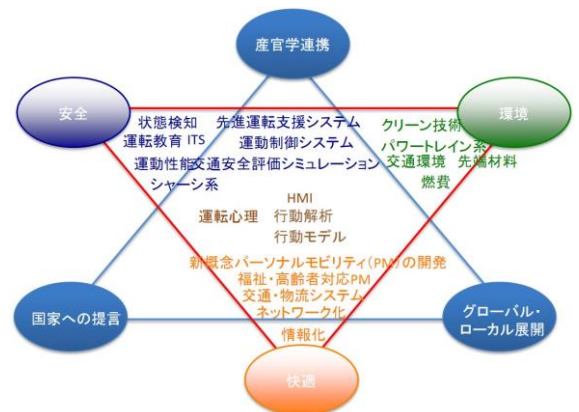 産官学連携
安全
環境
状態検知 先進運転支援システム
クリーン技術
運転教育 ITS 運動制御システム
パワートレイン系
運動性能 交通安全評価シミュレーション
交通環境 先端材料
シャーシ系
燃費
HMI
運転心理 行動解析
行動モデル
新概念パーソナルモビリティ(PM)の開発
福祉・高齢者対応PM
交通・物流システム
ネットワーク化
情報化
国家への提言
グローバル・
ローカル展開
快適